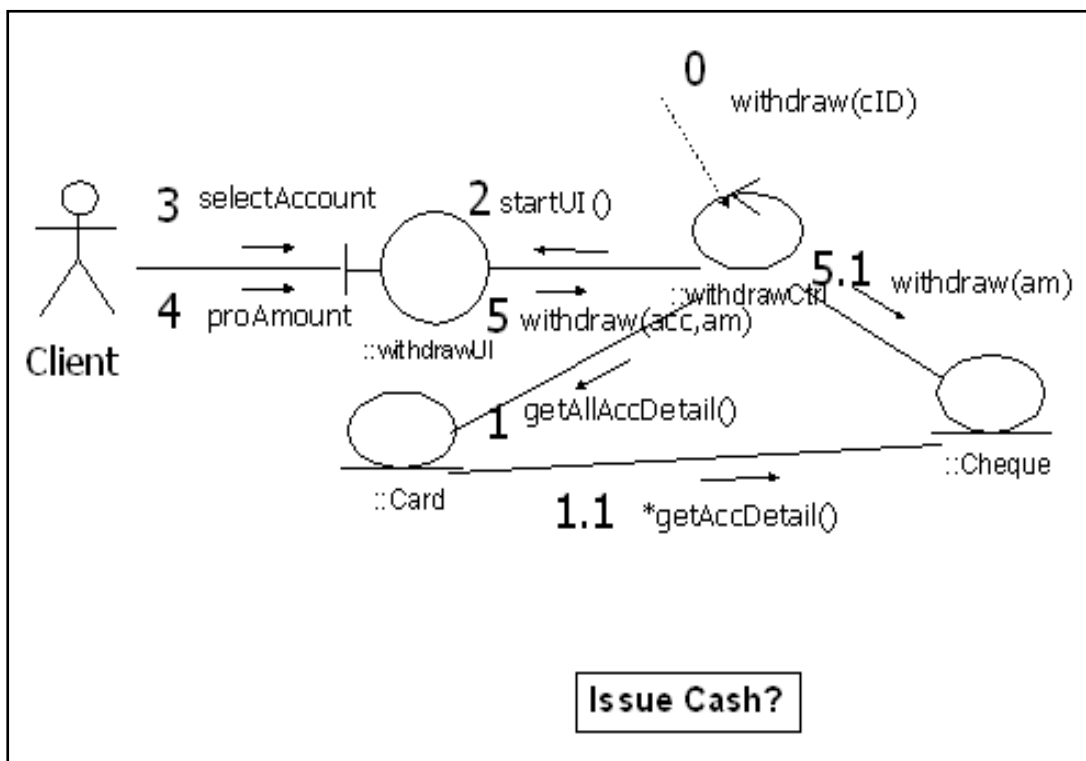 0
withdraw(cID)
3 selectAccount
2 startUI()
5.1 withdraw(am)
4 proAmount
5 withdraw(acc,am)
::withdrawCtrl
::withdrawUI
Client
1 getAllAccDetail()
::Cheque
::Card
1.1 *getAccDetail()
Issue Cash?